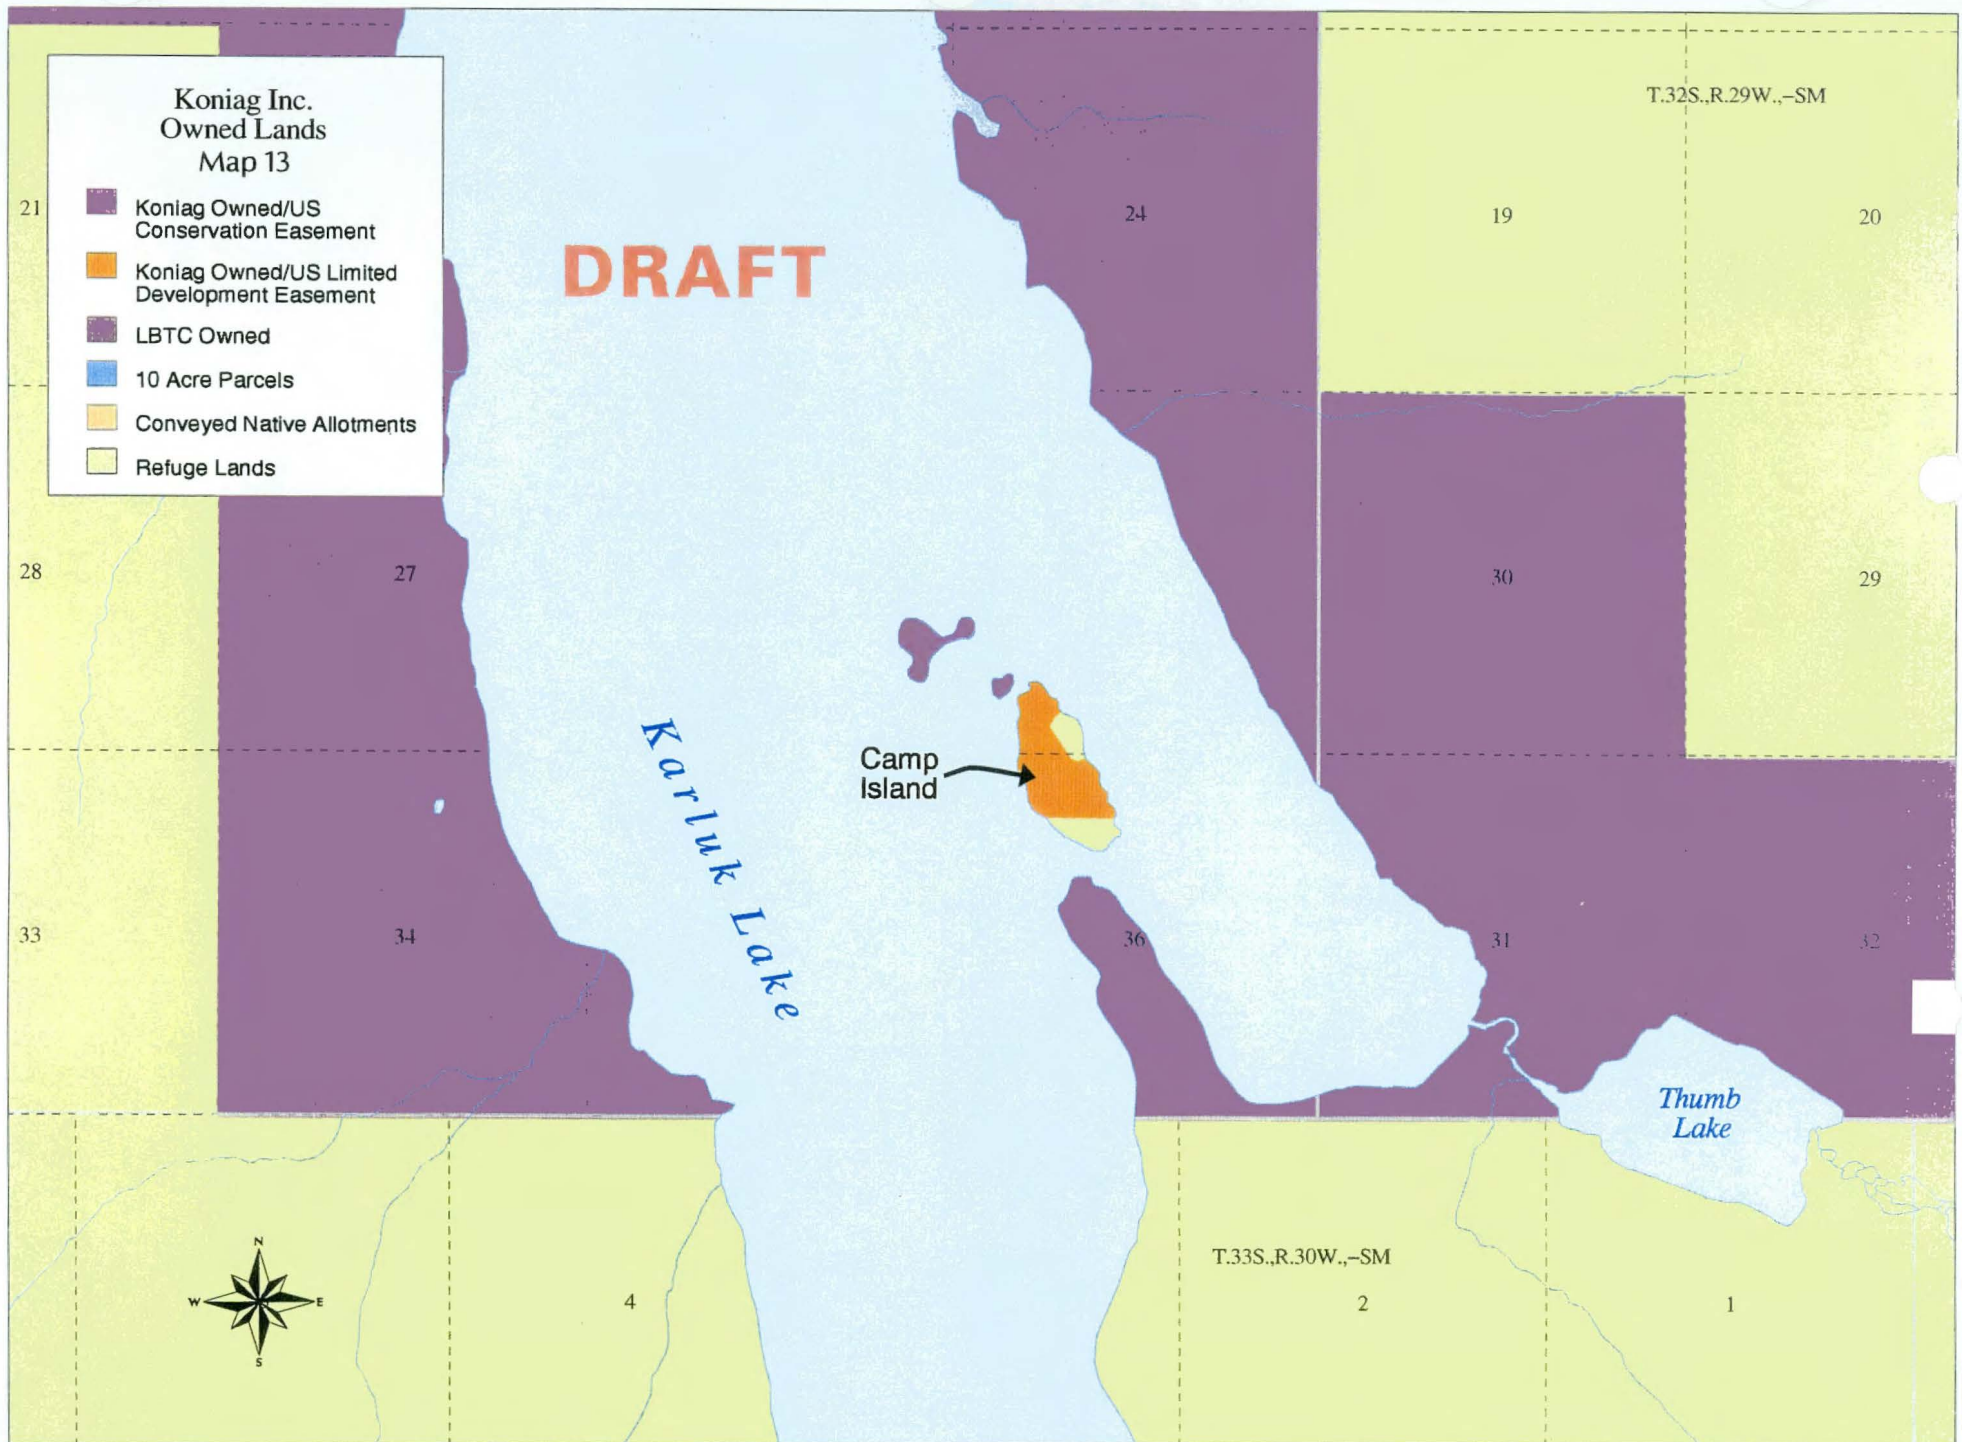 Koniag Inc.
Owned Lands
Map 13
Koniag Owned/US
Conservation Easement
Koniag Owned/US Limited
Development Easement
LBTC Owned
10 Acre Parcels
Conveyed Native Allotments
Refuge Lands
DRAFT
T.32S.,R.29W.,–SM
21
24
19
20
28
27
30
29
Camp
Island
Karluk Lake
33
34
36
31
32
Thumb
Lake
T.33S.,R.30W.,–SM
N
W
E
S
4
2
1